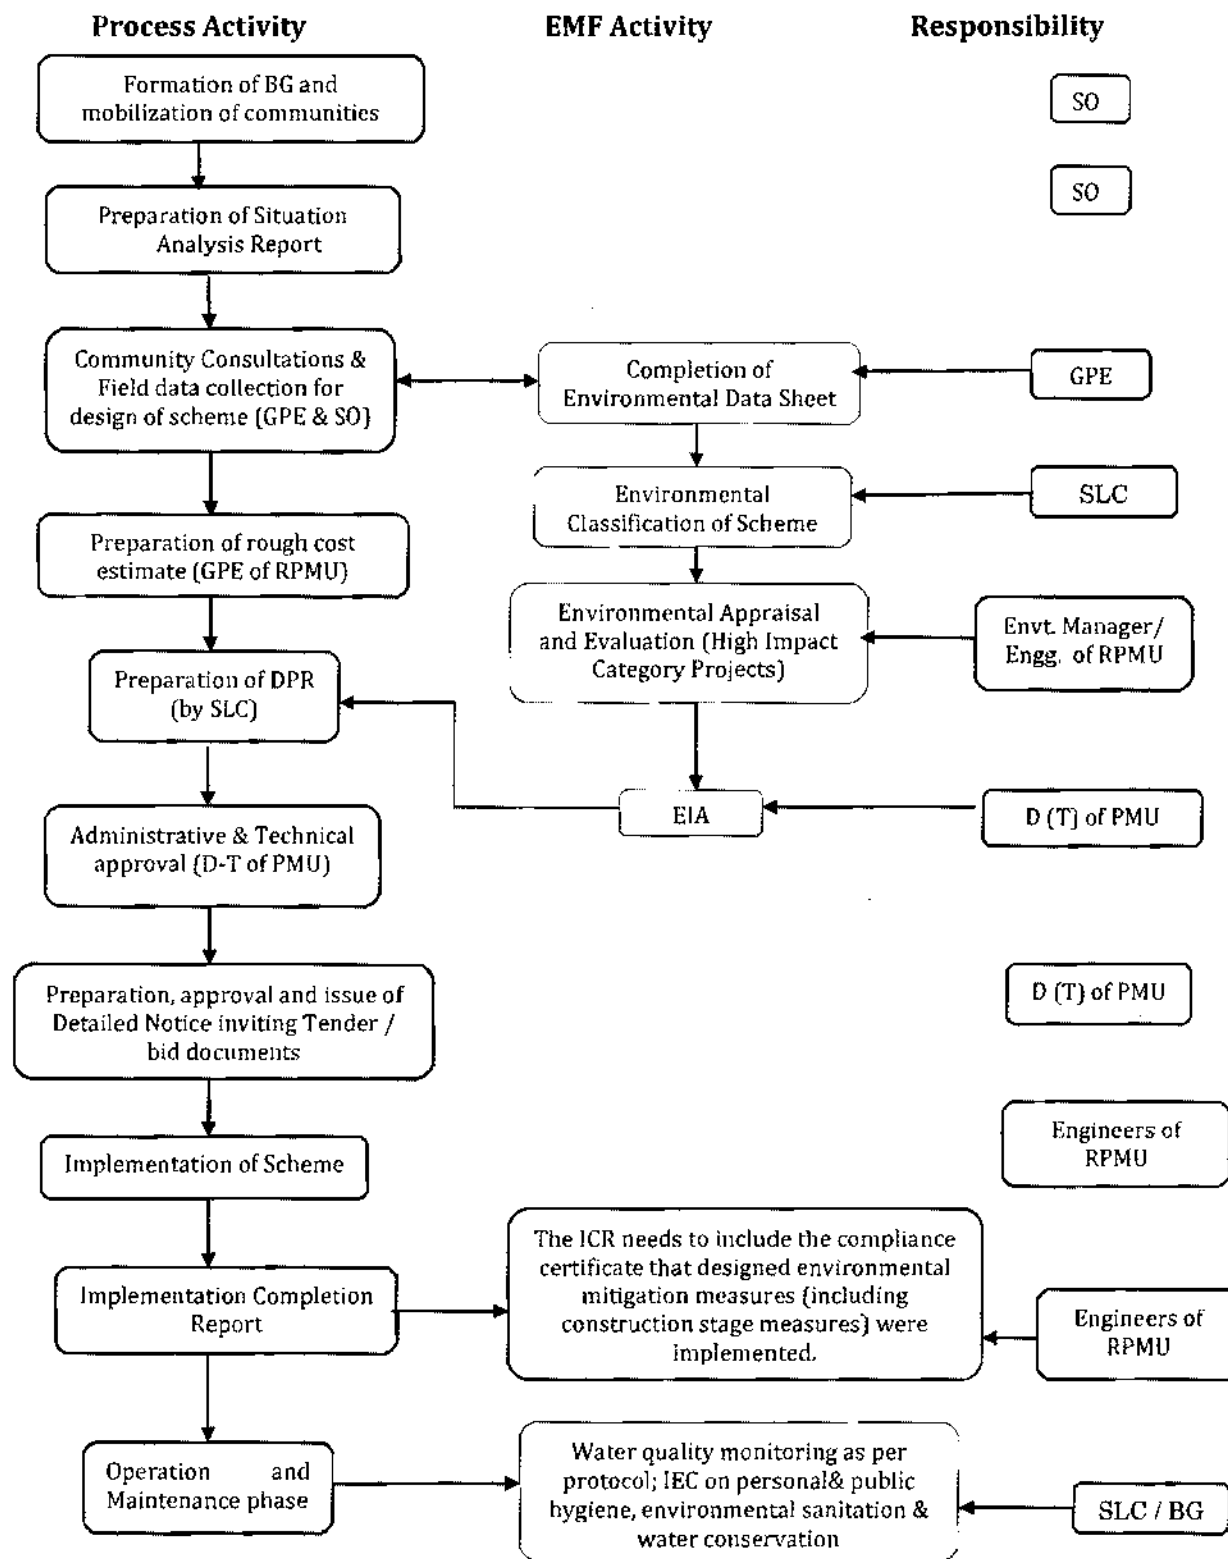 Process Activity
EMF Activity
Responsibility
Formation of BG and
mobilization of communities
SO
SO
Preparation of Situation
Analysis Report
Community Consultations &
Field data collection for
design of scheme (GPE & SO)
Completion of
Environmental Data Sheet
GPE
Environmental
Classification of Scheme
SLC
Preparation of rough cost
estimate (GPE of RPMU)
Environmental Appraisal
and Evaluation (High Impact
Category Projects)
Envt. Manager/
Engg. of RPMU
Preparation of DPR
(by SLC)
EIA
D (T) of PMU
Administrative & Technical
approval (D-T of PMU)
Preparation, approval and issue of
Detailed Notice inviting Tender /
bid documents
D (T) of PMU
Engineers of
RPMU
Implementation of Scheme
The ICR needs to include the compliance
certificate that designed environmental
mitigation measures (including
construction stage measures) were
implemented.
Implementation Completion
Report
Engineers of
RPMU
Operation and
Maintenance phase
Water quality monitoring as per
protocol; IEC on personal& public
hygiene, environmental sanitation &
water conservation
SLC / BG